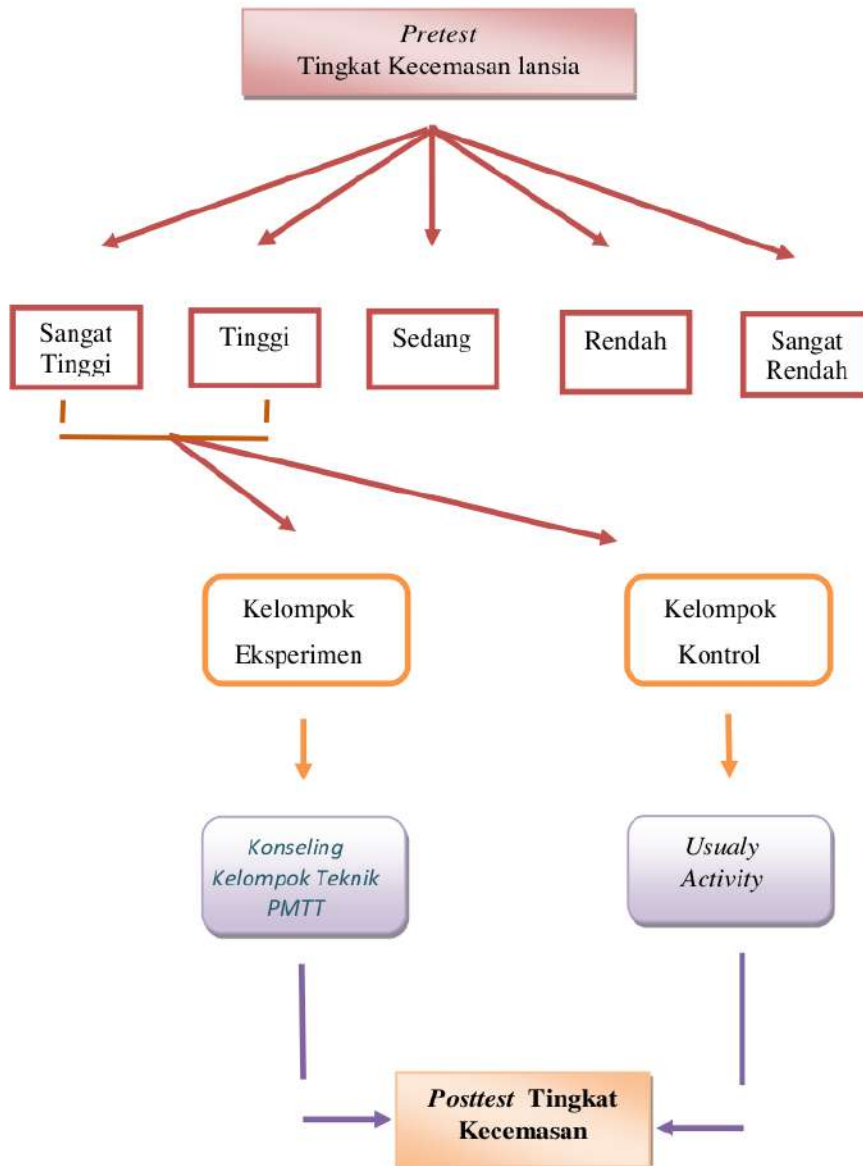 Pretest
Tingkat Kecemasan lansia
Sangat
Tinggi
Tinggi
Sedang
Rendah
Sangat
Rendah
Kelompok
Eksperimen
Kelompok
Kontrol
Konseling
Kelompok Teknik
PMTT
Usualy
Activity
Posttest Tingkat
Kecemasan